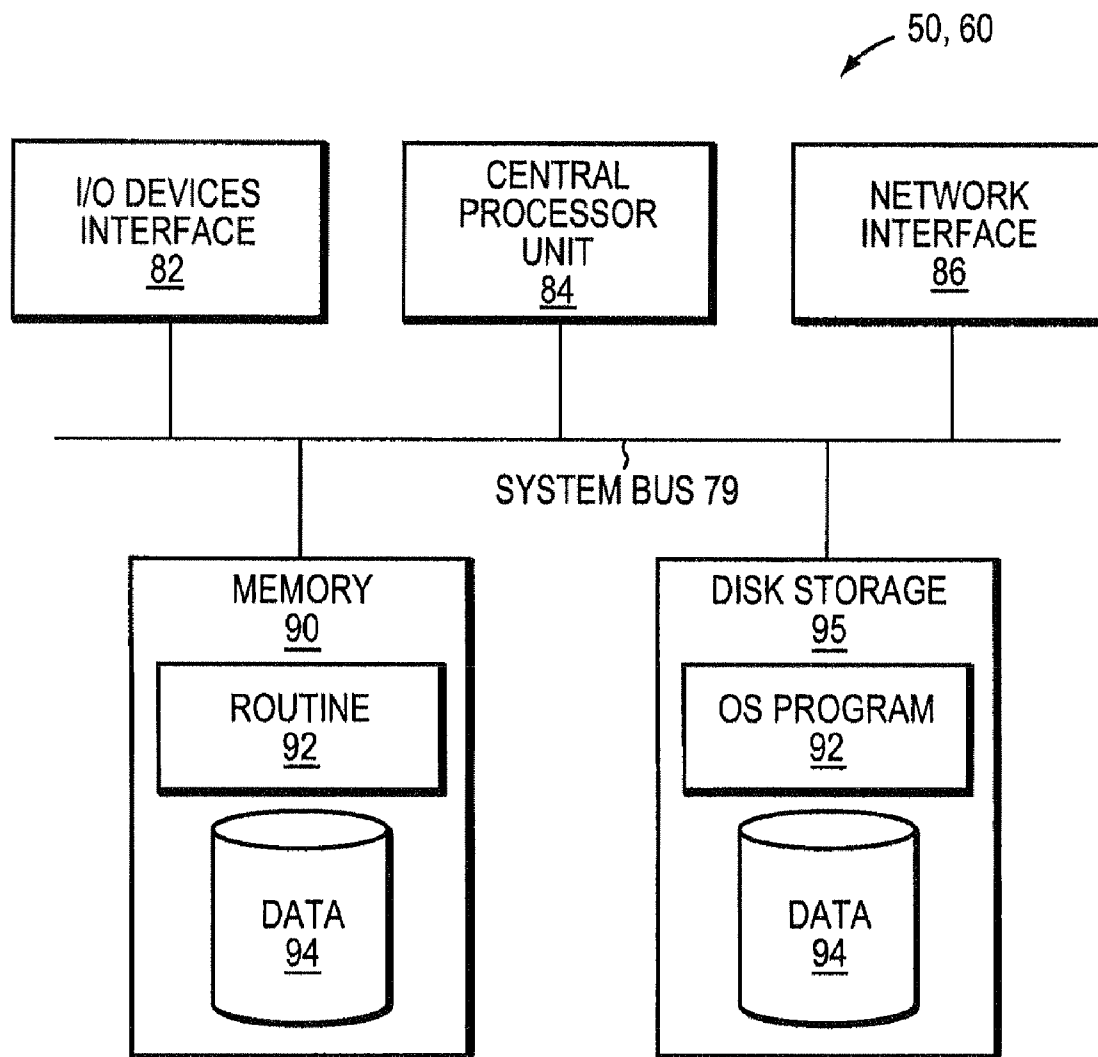 50, 60
I/O DEVICES
INTERFACE
82
CENTRAL
PROCESSOR
UNIT
84
NETWORK
INTERFACE
86
SYSTEM BUS 79
MEMORY
90
ROUTINE
92
DATA
94
DISK STORAGE
95
OS PROGRAM
92
DATA
94